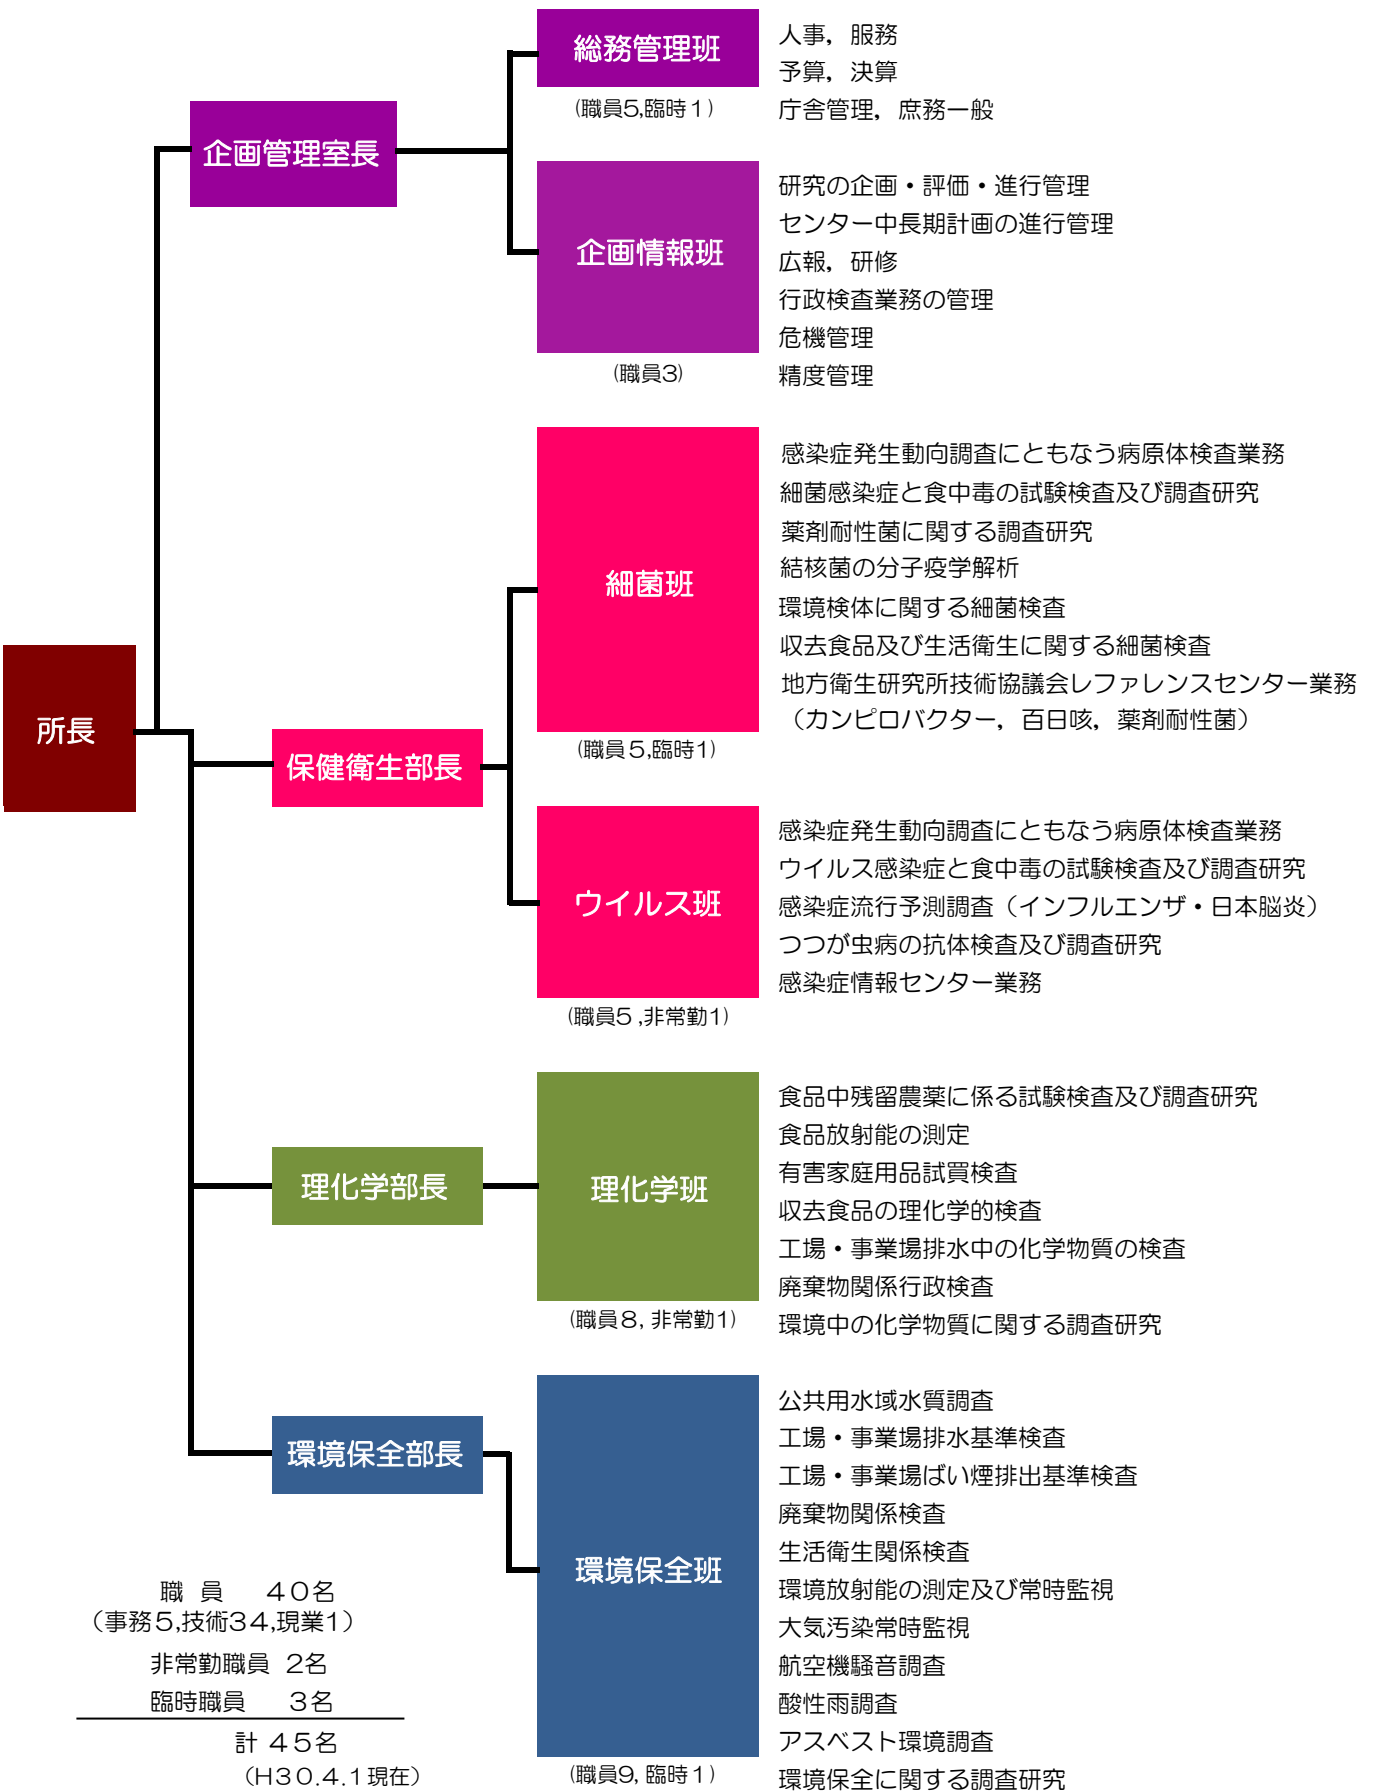 総務管理班
(職員5,臨時1)
人事，服務
予算，決算
庁舎管理，庶務一般
企画管理室長
企画情報班
(職員3)
研究の企画・評価・進行管理
センター中長期計画の進行管理
広報，研修
行政検査業務の管理
危機管理
精度管理
所長
保健衛生部長
細菌班
(職員5,臨時1)
感染症発生動向調査にともなう病原体検査業務
細菌感染症と食中毒の試験検査及び調査研究
薬剤耐性菌に関する調査研究
結核菌の分子疫学解析
環境検体に関する細菌検査
収去食品及び生活衛生に関する細菌検査
地方衛生研究所技術協議会レファレンスセンター業務
（カンピロバクター，百日咳，薬剤耐性菌）
ウイルス班
(職員5,非常勤1)
感染症発生動向調査にともなう病原体検査業務
ウイルス感染症と食中毒の試験検査及び調査研究
感染症流行予測調査（インフルエンザ・日本脳炎）
つつが虫病の抗体検査及び調査研究
感染症情報センター業務
理化学部長
理化学班
(職員8,非常勤1)
食品中残留農薬に係る試験検査及び調査研究
食品放射能の測定
有害家庭用品試買検査
収去食品の理化学的検査
工場・事業場排水中の化学物質の検査
廃棄物関係行政検査
環境中の化学物質に関する調査研究
環境保全部長
環境保全班
(職員9,臨時1)
公共用水域水質調査
工場・事業場排水基準検査
工場・事業場ばい煙排出基準検査
廃棄物関係検査
生活衛生関係検査
環境放射能の測定及び常時監視
大気汚染常時監視
航空機騒音調査
酸性雨調査
アスベスト環境調査
環境保全に関する調査研究
職 員 40名
（事務5,技術34,現業1）
非常勤職員 2名
臨時職員 3名
計 45名
（H30.4.1現在）